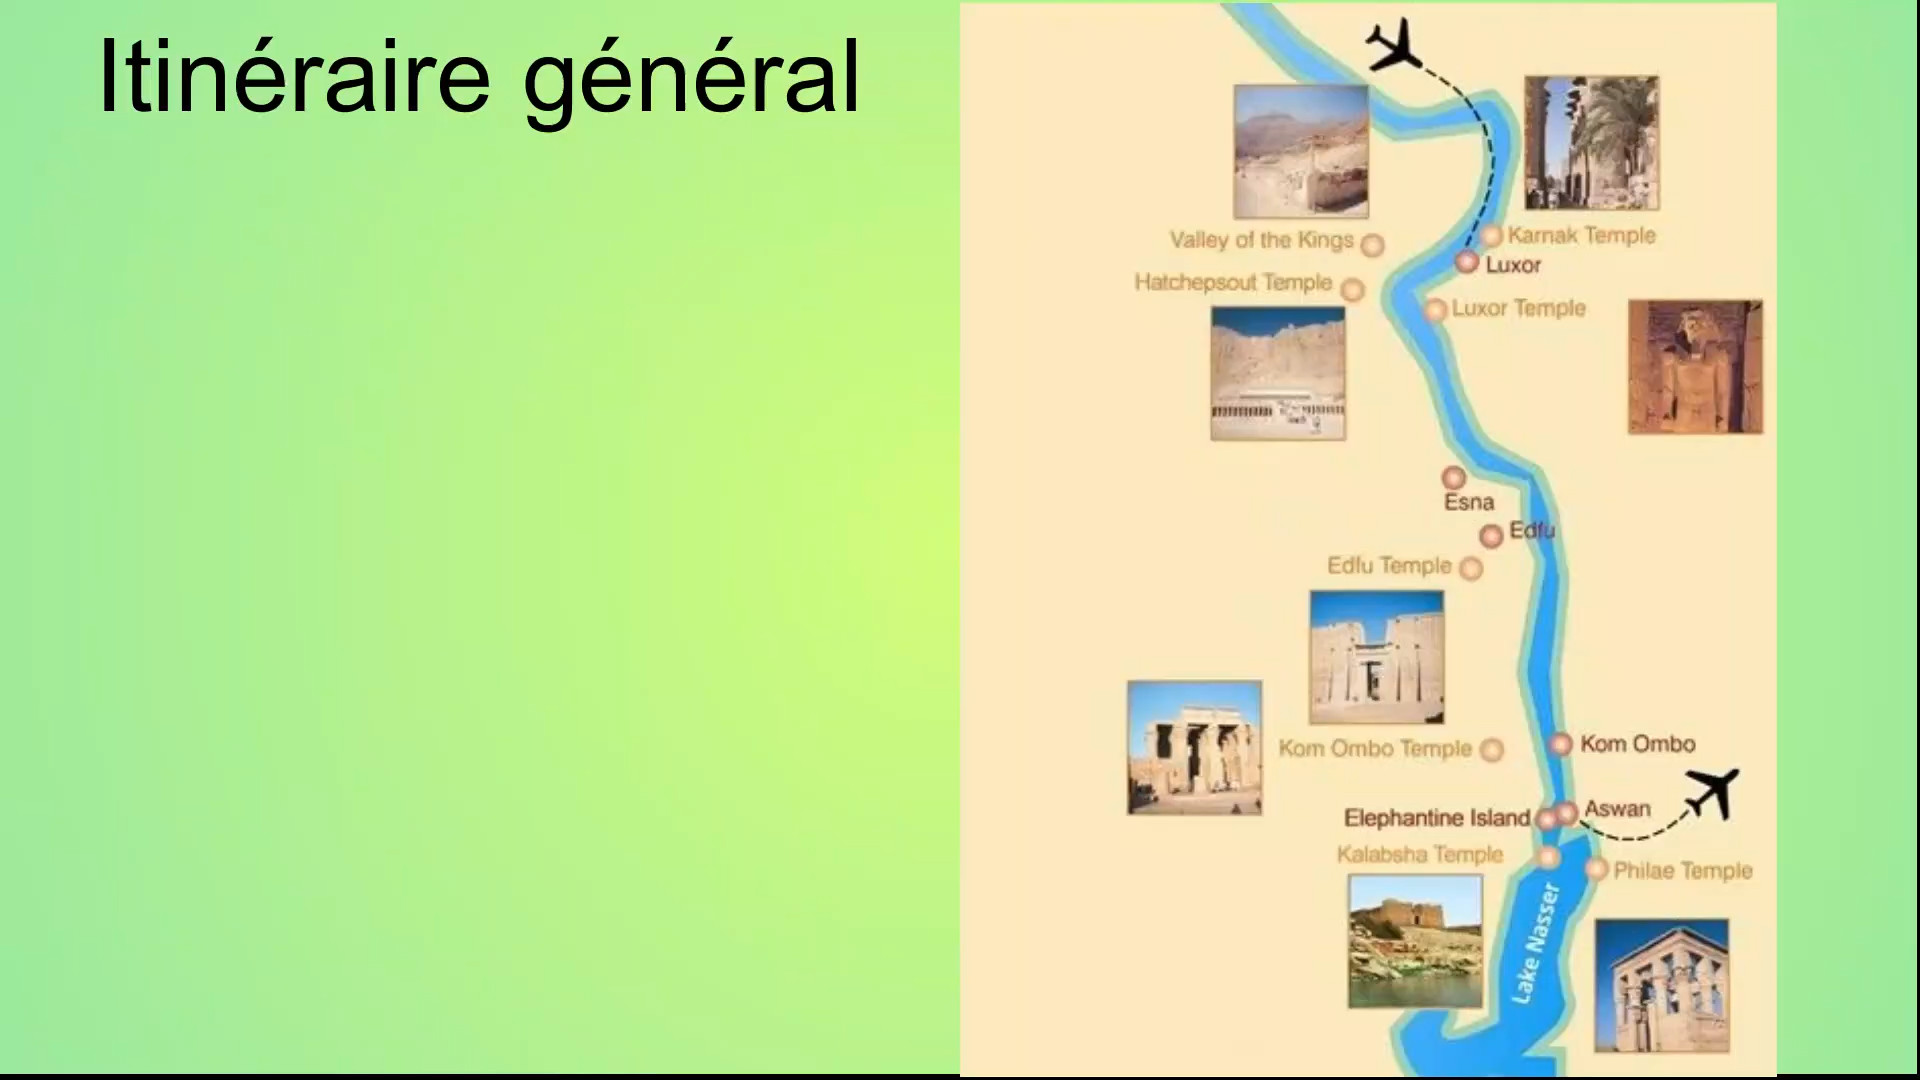 Itinéraire général
Valley of the Kings
Karnak Temple
Luxor
Hatchepsout Temple
Luxor Temple
Esna
Edfu
Edfu Temple
Kom Ombo Temple
Kom Ombo
Elephantine Island
Aswan
Kalabsha Temple
Philae Temple
Lake Nasser